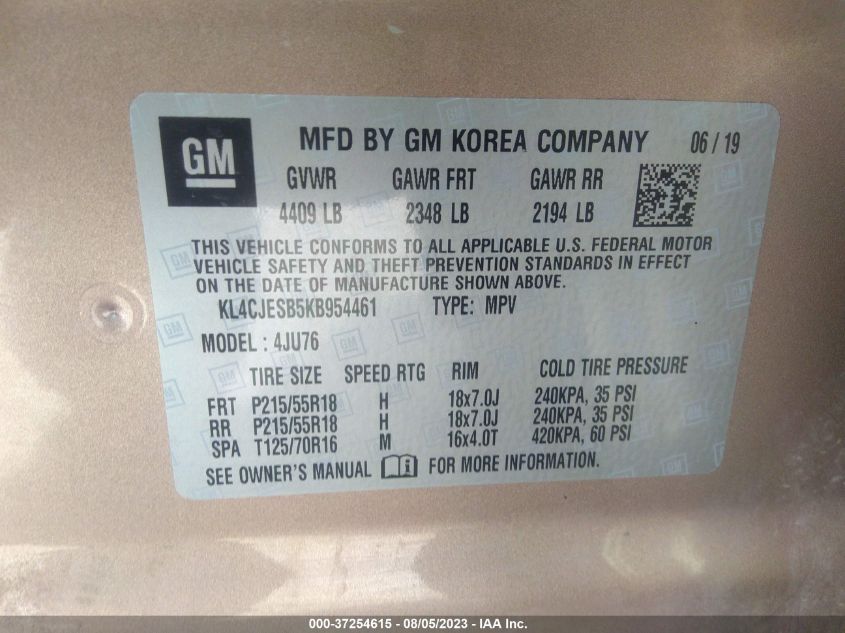 GM
MFD BY GM KOREA COMPANY 06 / 19
GVWR GAWR FRT GAWR RR
4409 LB 2348 LB 2194 LB
THIS VEHICLE CONFORMS TO ALL APPLICABLE U.S. FEDERAL MOTOR
VEHICLE SAFETY AND THEFT PREVENTION STANDARDS IN EFFECT
ON THE DATE OF MANUFACTURE SHOWN ABOVE.
KL4CJESB5KB954461 TYPE: MPV
MODEL : 4JU76
TIRE SIZE SPEED RTG RIM COLD TIRE PRESSURE
FRT P215/55R18 H 18x7.0J 240KPA, 35 PSI
RR P215/55R18 H 18x7.0J 240KPA, 35 PSI
SPA T125/70R16 M 16x4.0T 420KPA, 60 PSI
SEE OWNER'S MANUAL FOR MORE INFORMATION.
000-37254615 - 08/05/2023 - IAA Inc.